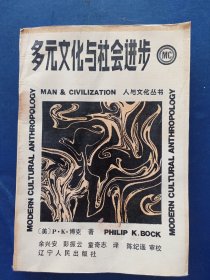 多元文化与社会进步
MC
MAN & CIVILIZATION 人与文化丛书
MODERN CULTURAL ANTHROPOLOGY
MODERN CULTURAL ANTHROPOLOGY
〔美〕P·K·博克 著 PHILIP K.BOCK
余兴安 彭振云 童奇志 译 陈纪遥 审校
辽宁人民出版社